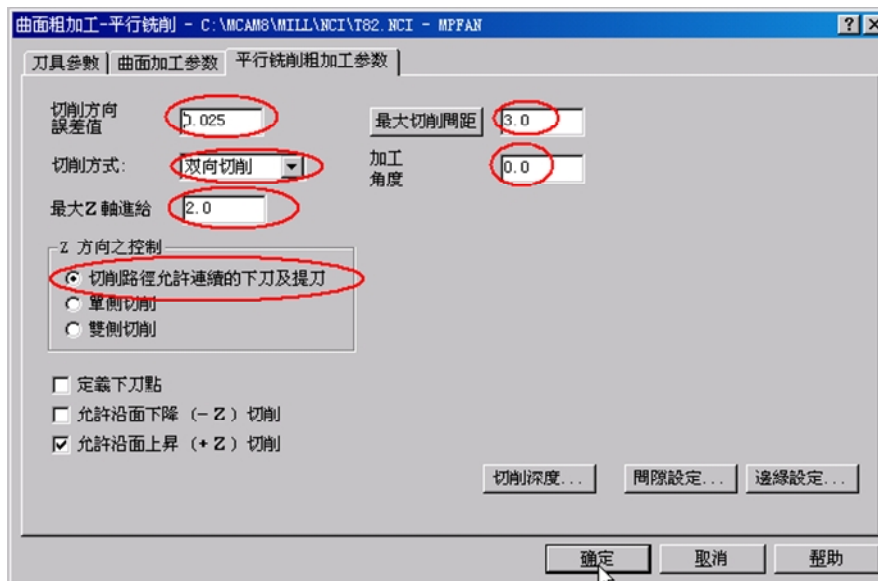 曲面粗加工-平行铣削 - C:\MCAM8\MILL\NCI\T82.NCI - MPFAN
刀具參數 曲面加工参数 平行铣削粗加工参数
切削方向
誤差值
0.025
最大切削間距
3.0
切削方式:
双向切削
加工
角度
0.0
最大Z 軸進給
2.0
Z 方向之控制
切削路徑允許連續的下刀及提刀
單側切削
雙側切削
定義下刀點
允許沿面下降 (-Z) 切削
允許沿面上昇 (+Z) 切削
切削深度... 間隙設定... 邊緣設定...
确定 取消 帮助